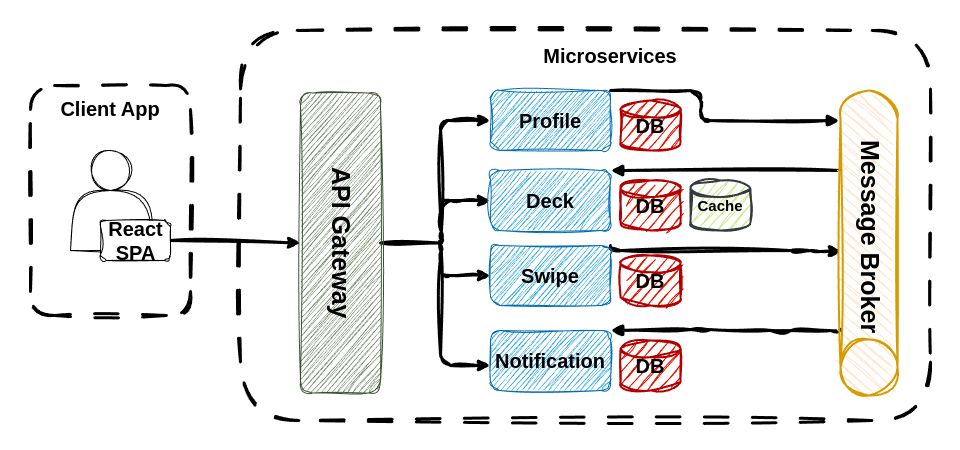 Microservices
Client App
React
SPA
API Gateway
Profile
DB
Deck
DB
Cache
Swipe
DB
Notification
DB
Message Broker